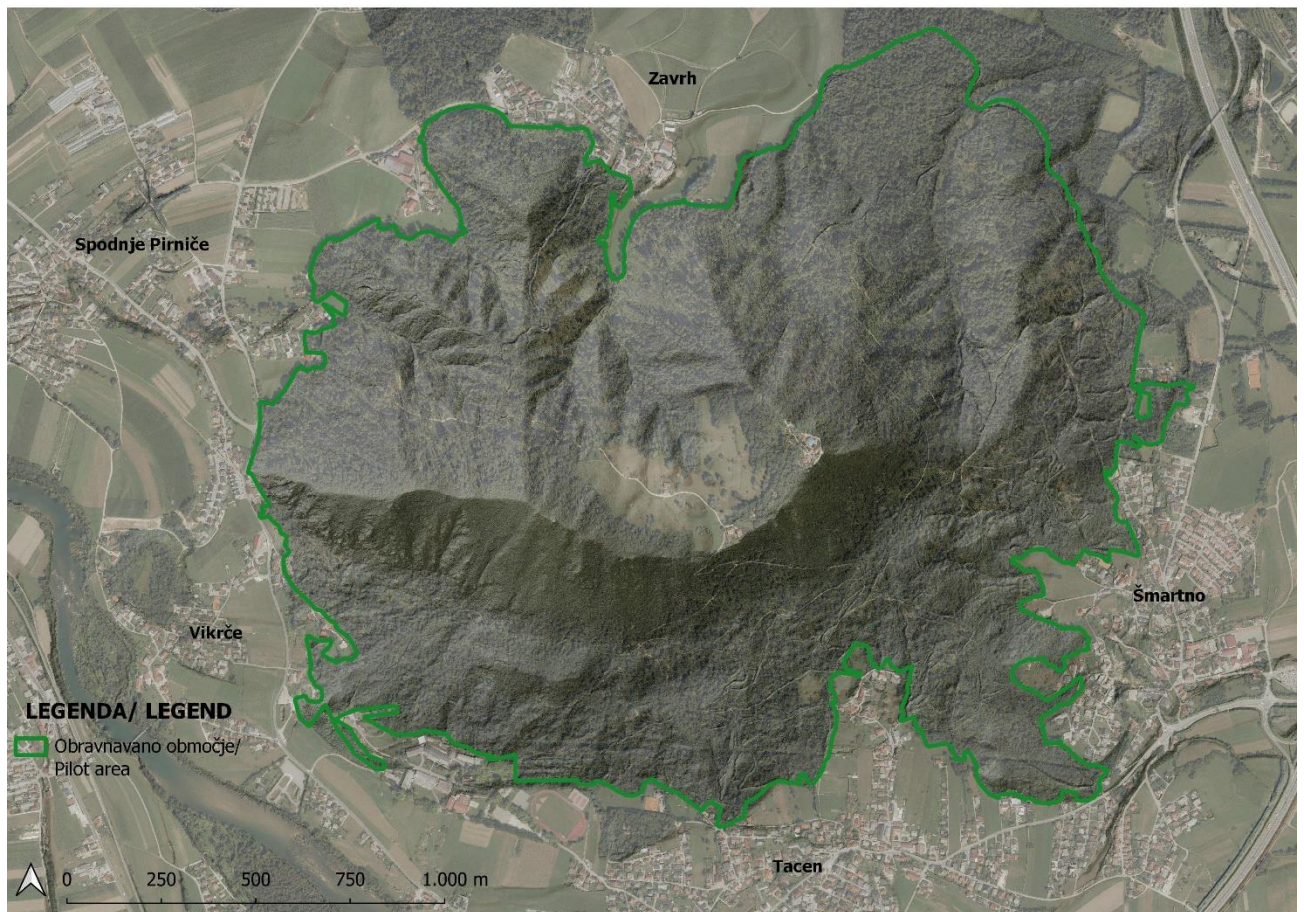 Zavrh
Spodnje Pirniče
Šmartno
Vikrče
LEGENDA/ LEGEND
Obravnavano območje/
Pilot area
Tacen
0 250 500 750 1.000 m